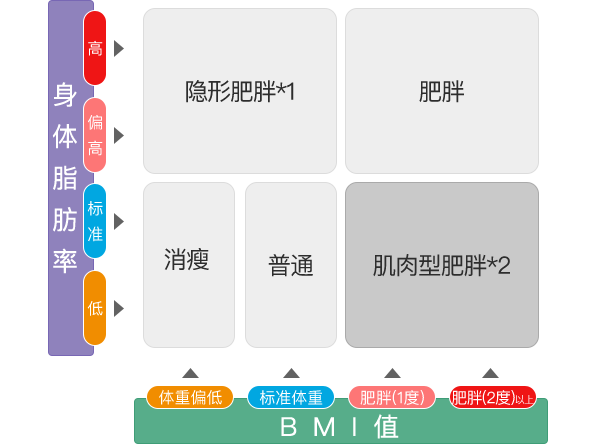 身体脂肪率
高
偏高
标准
低
隐形肥胖*1
肥胖
消瘦
普通
肌肉型肥胖*2
体重偏低
标准体重
肥胖(1度)
肥胖(2度)以上
BMI值